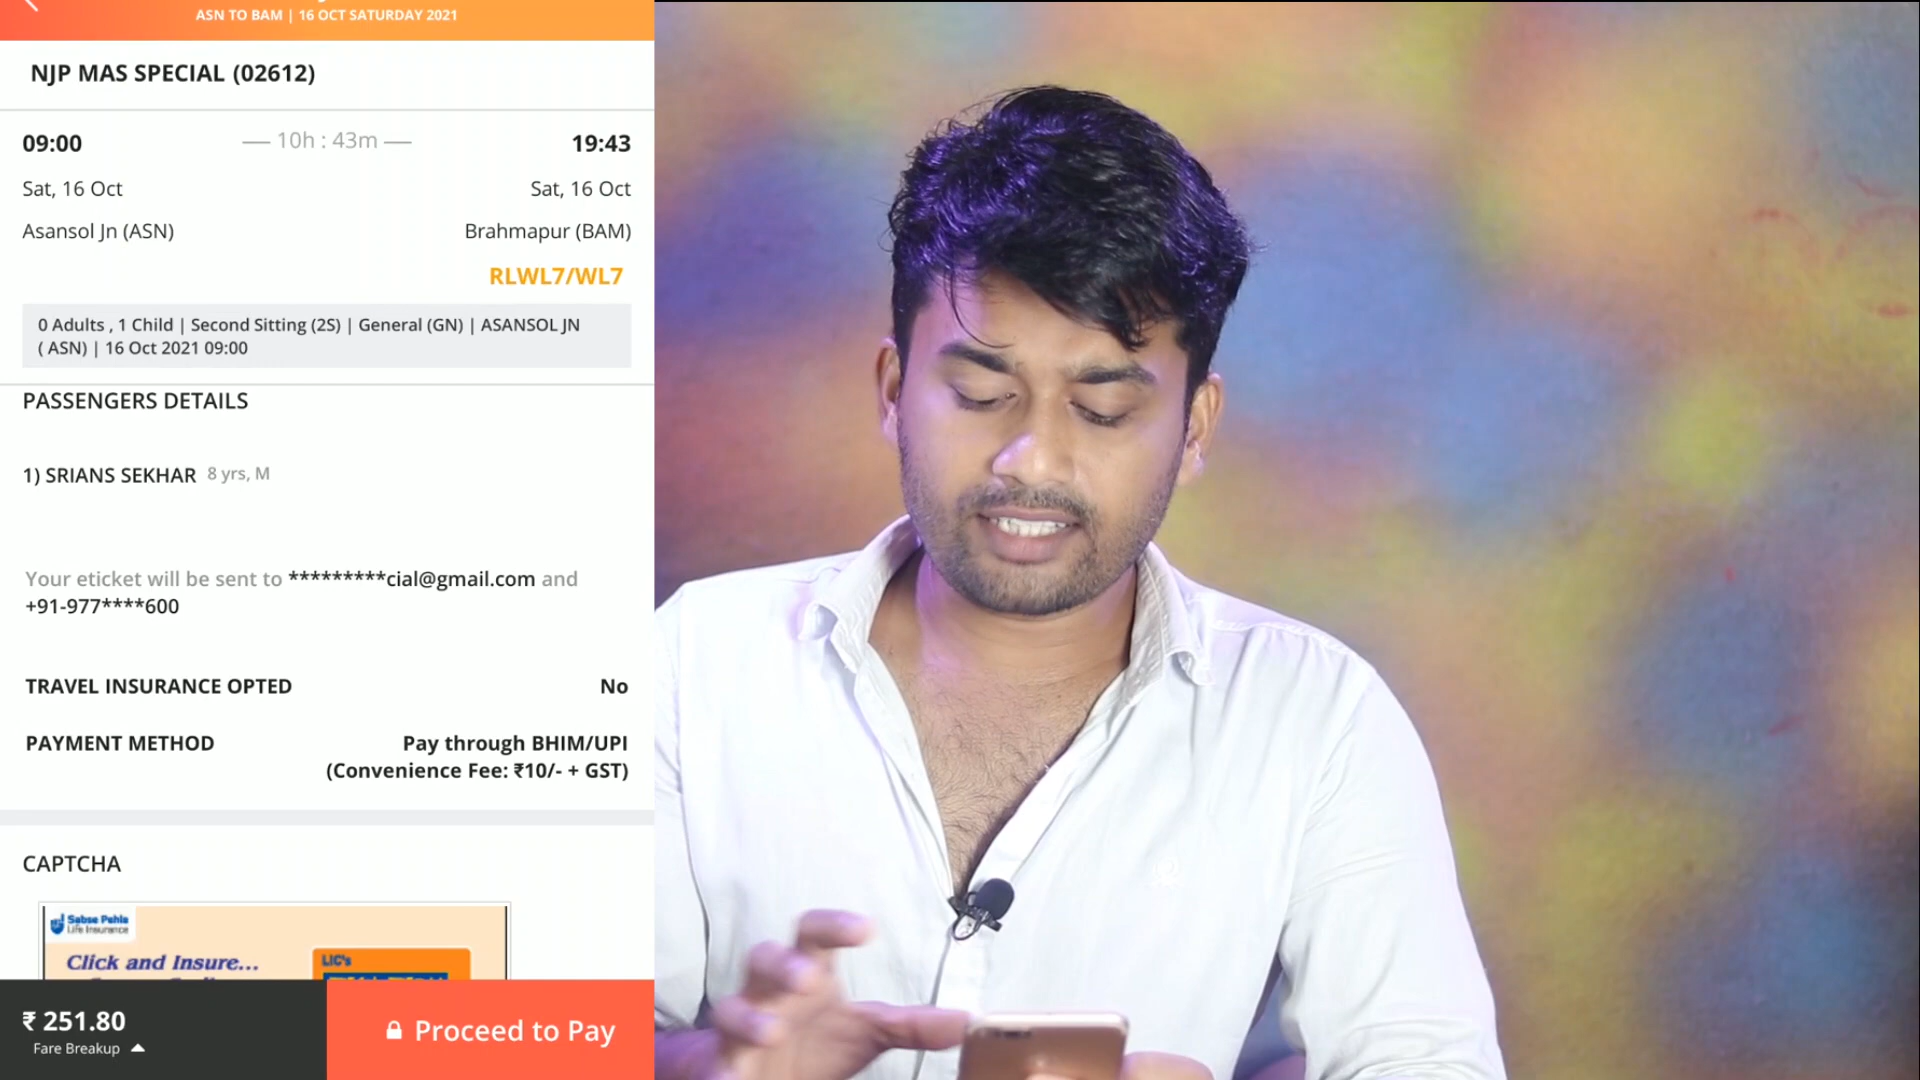 ASN TO BAM | 16 OCT SATURDAY 2021
NJP MAS SPECIAL (02612)
09:00 — 10h : 43m — 19:43
Sat, 16 Oct Sat, 16 Oct
Asansol Jn (ASN) Brahmapur (BAM)
RLWL7/WL7
0 Adults , 1 Child | Second Sitting (2S) | General (GN) | ASANSOL JN
( ASN) | 16 Oct 2021 09:00
PASSENGERS DETAILS
1) SRIANS SEKHAR 8 yrs, M
Your eticket will be sent to *********cial@gmail.com and
+91-977****600
TRAVEL INSURANCE OPTED No
PAYMENT METHOD Pay through BHIM/UPI
(Convenience Fee: ₹10/- + GST)
CAPTCHA
Sabse Pehle
Life Insurance
Click and Insure...
LIC's
₹ 251.80
Fare Breakup
Proceed to Pay